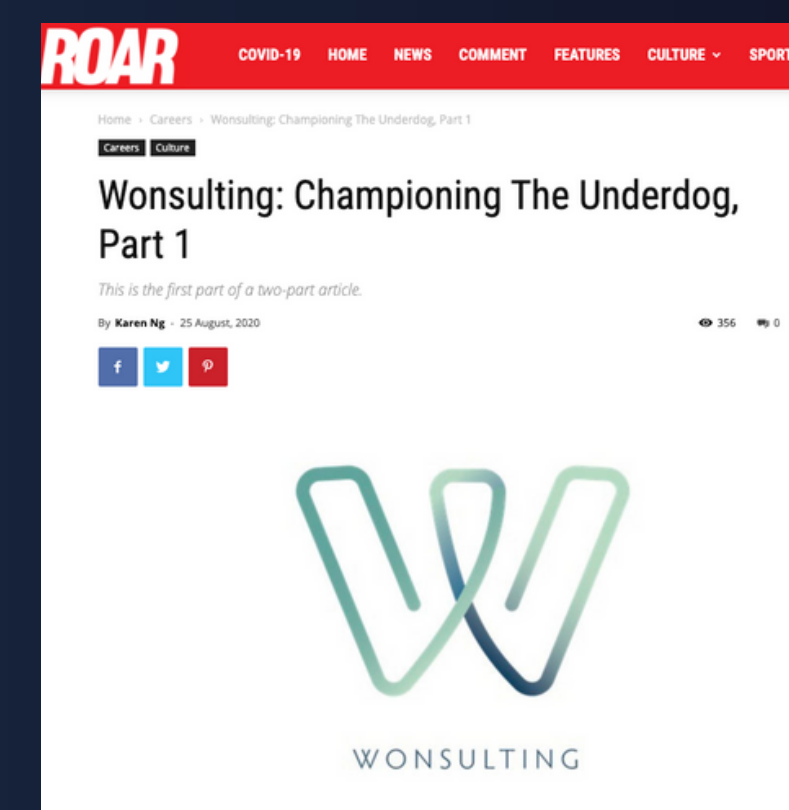 ROAR
COVID-19 HOME NEWS COMMENT FEATURES CULTURE SPORT
Home › Careers › Wonsulting: Championing The Underdog, Part 1
Careers Culture
Wonsulting: Championing The Underdog,
Part 1
This is the first part of a two-part article.
By Karen Ng - 25 August, 2020 356 0
WONSULTING